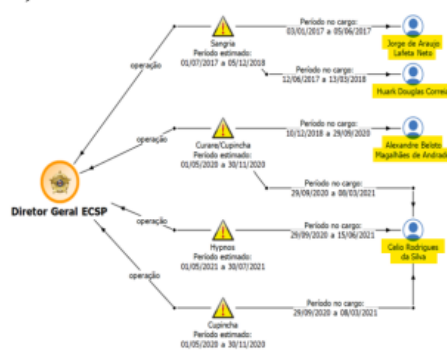 Sangria
Período estimado:
01/07/2017 a 05/12/2018
Período no cargo:
03/01/2017 a 05/06/2017
Jorge de Araujo
Lafeta Neto
operação
Período no cargo:
12/06/2017 a 13/03/2018
Huark Douglas Correia
Curare/Cupincha
Período estimado:
01/05/2020 a 30/11/2020
Período no cargo:
10/12/2018 a 29/09/2020
Alexandre Beloto
Magalhães de Andrade
operação
Período no cargo:
29/09/2020 a 08/03/2021
Diretor Geral ECSP
operação
Hypnos
Período estimado:
01/05/2021 a 30/07/2021
Período no cargo:
29/09/2020 a 15/06/2021
Celio Rodrigues
da Silva
operação
Cupincha
Período estimado:
01/05/2020 a 30/11/2020
Período no cargo:
29/09/2020 a 08/03/2021